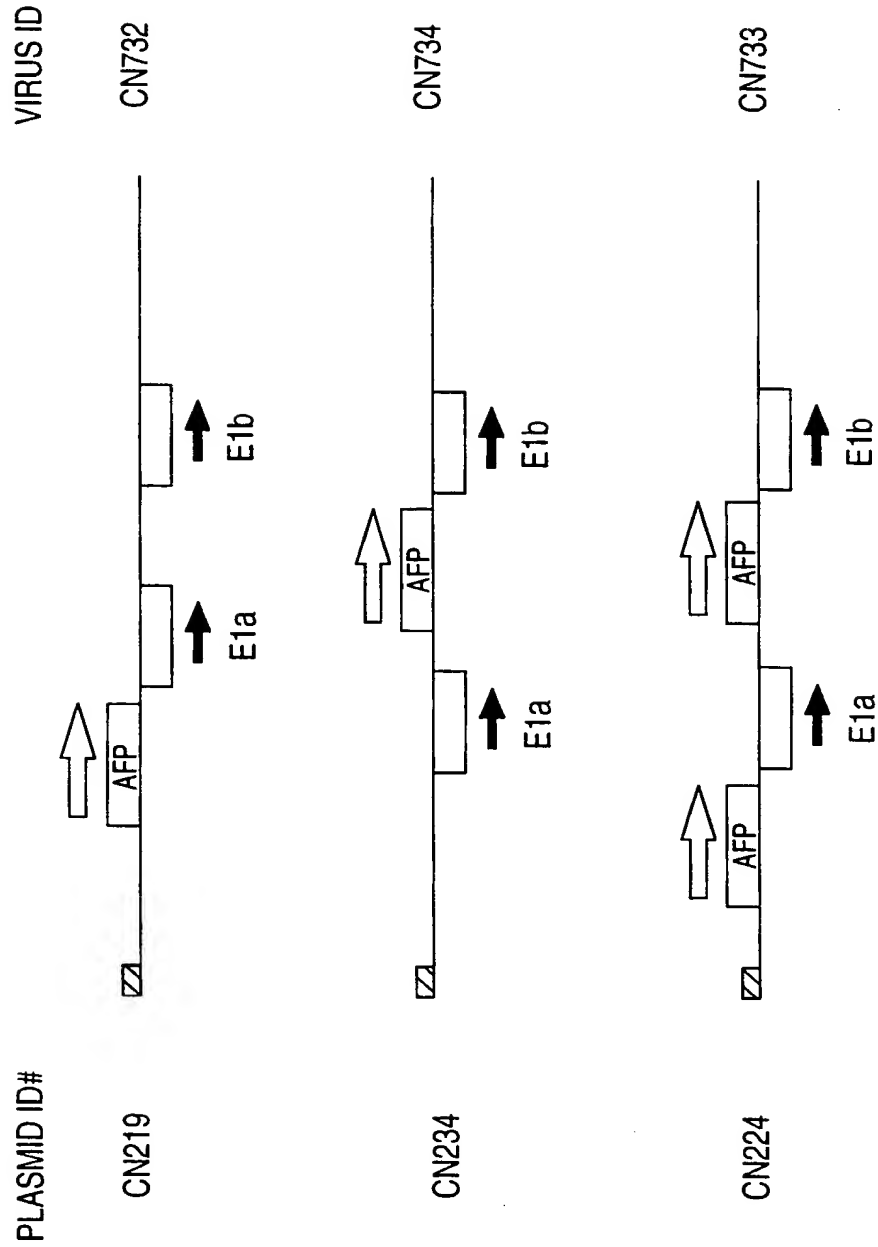 PLASMID ID#
VIRUS ID
CN219
AFP
E1a
E1b
CN732
CN234
E1a
AFP
E1b
CN734
CN224
AFP
E1a
AFP
E1b
CN733